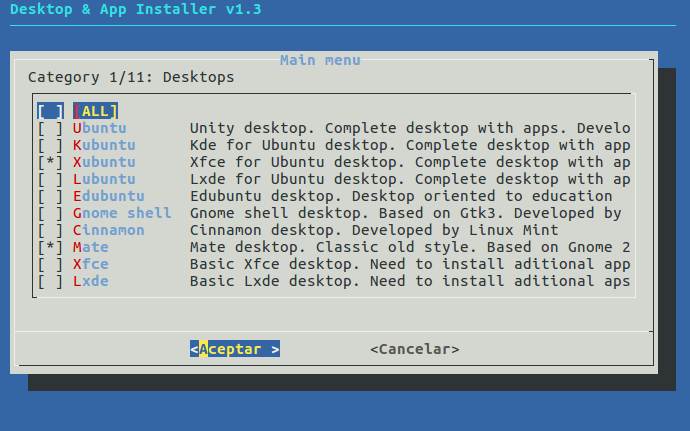 Desktop & App Installer v1.3
Main menu
Category 1/11: Desktops
[ ] [ALL]
[ ] Ubuntu Unity desktop. Complete desktop with apps. Develo
[ ] Kubuntu Kde for Ubuntu desktop. Complete desktop with app
[*] Xubuntu Xfce for Ubuntu desktop. Complete desktop with ap
[ ] Lubuntu Lxde for Ubuntu desktop. Complete desktop with ap
[ ] Edubuntu Edubuntu desktop. Desktop oriented to education
[ ] Gnome shell Gnome shell desktop. Based on Gtk3. Developed by
[ ] Cinnamon Cinnamon desktop. Developed by Linux Mint
[*] Mate Mate desktop. Classic old style. Based on Gnome 2
[ ] Xfce Basic Xfce desktop. Need to install aditional app
[ ] Lxde Basic Lxde desktop. Need to install aditional aps
<Aceptar > <Cancelar>